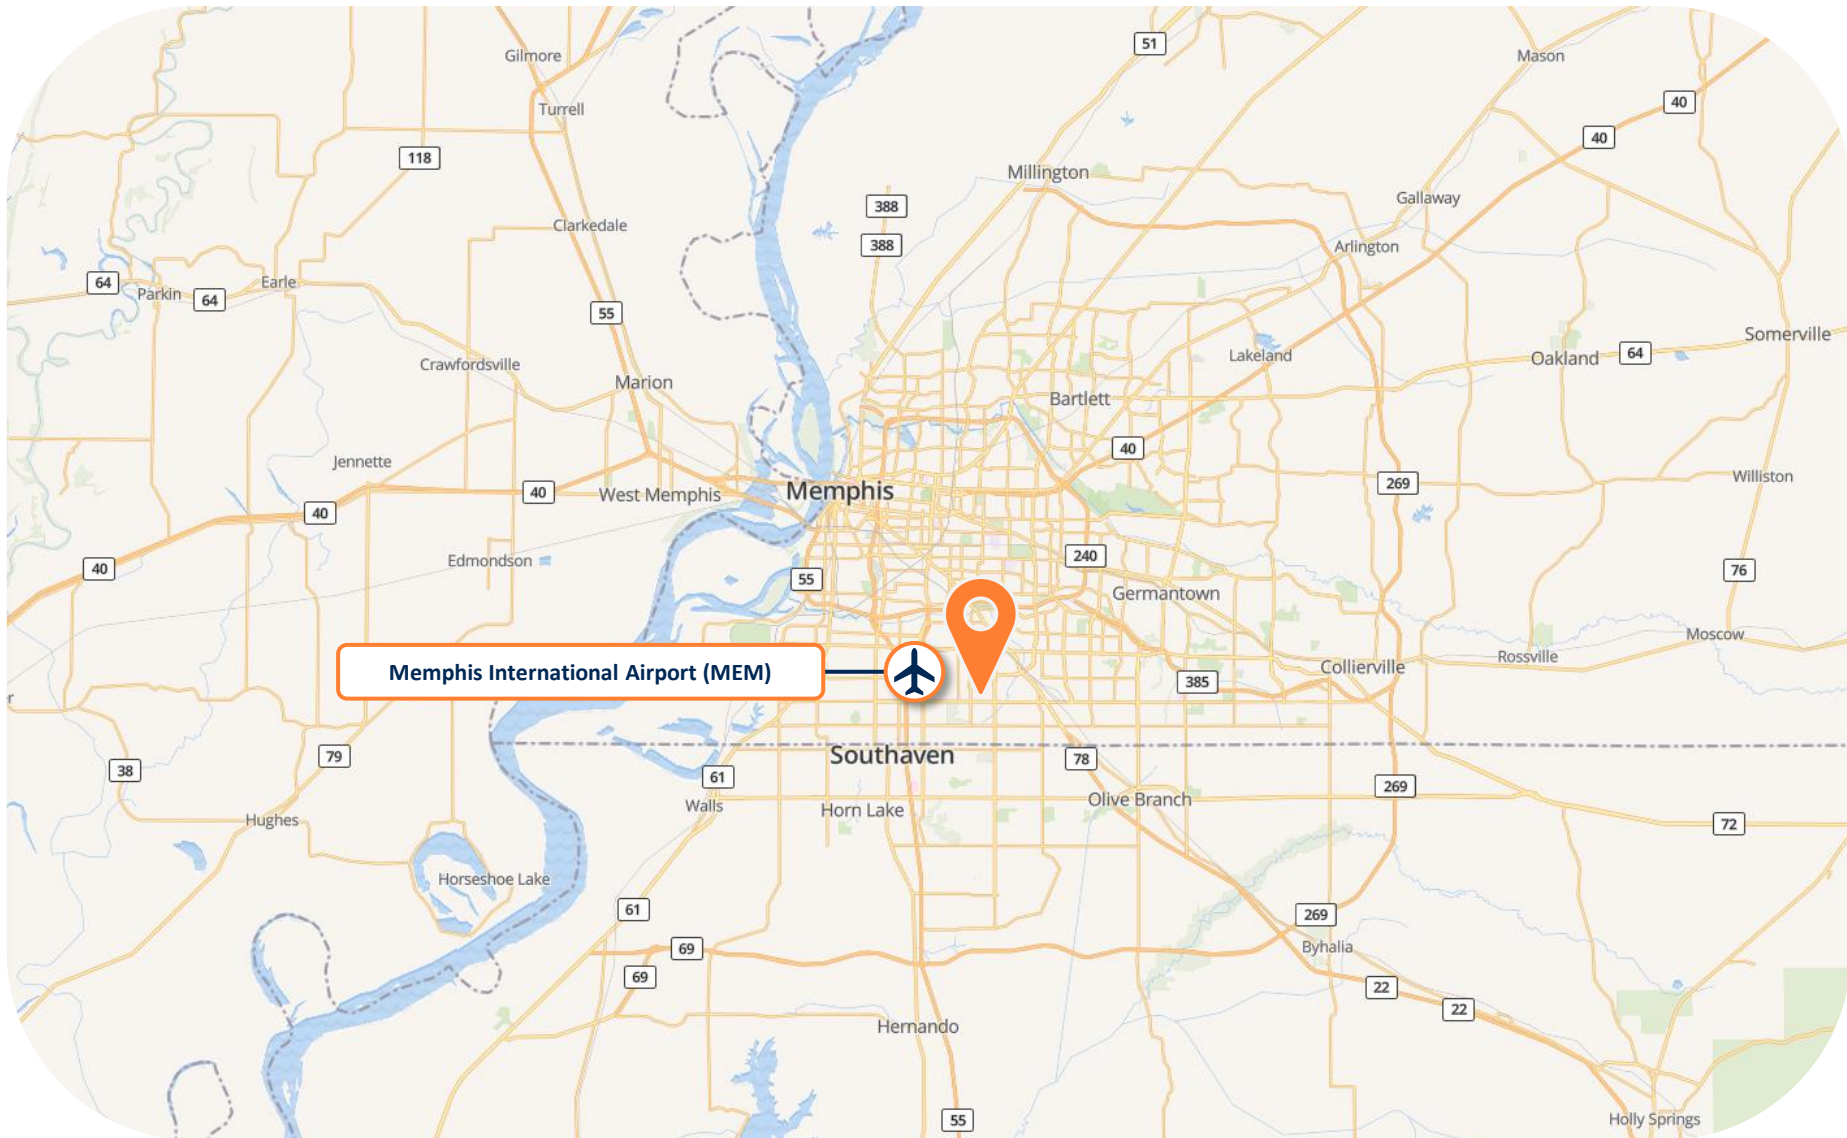 51
Gilmore
Mason
40
Turrell
40
118
Millington
Gallaway
388
Clarkedale
388
Arlington
64
Parkin
64
Earle
55
Somerville
Crawfordsville
Lakeland
Oakland
64
Marion
Bartlett
40
Jennette
Williston
40
West Memphis
Memphis
269
40
Edmondson
240
40
55
76
Germantown
Moscow
Memphis International Airport (MEM)
Rossville
Collierville
385
r
79
Southaven
78
38
61
269
Walls
Horn Lake
Olive Branch
Hughes
72
Horseshoe Lake
61
269
69
Byhalia
69
22
22
Hernando
55
Holly Springs